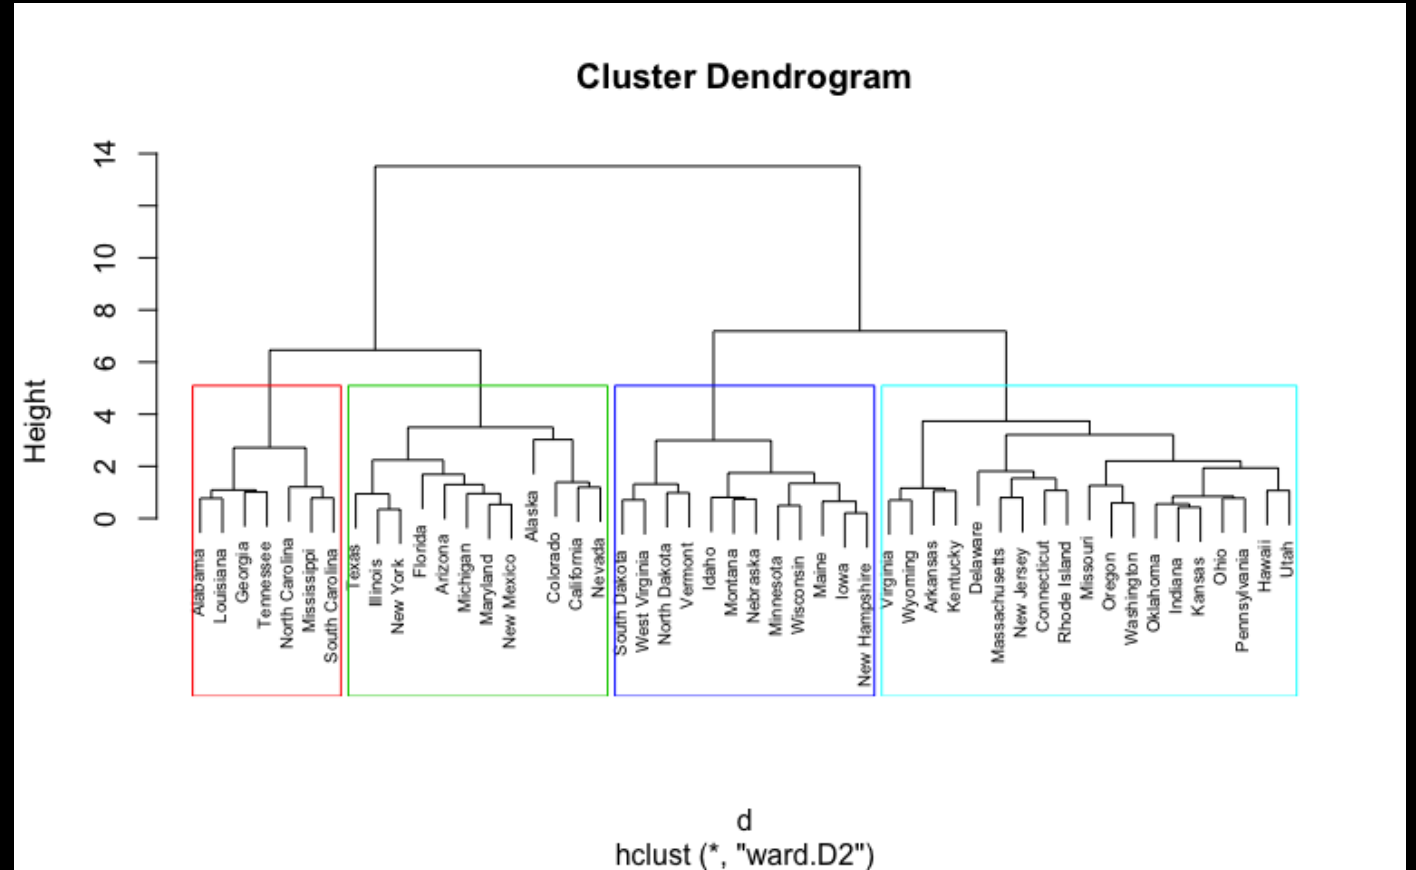 Cluster Dendrogram
Height
14
10
8
6
4
2
0
Alabama
Louisiana
Georgia
Tennessee
North Carolina
Mississippi
South Carolina
Texas
Illinois
New York
Florida
Arizona
Michigan
Maryland
New Mexico
Alaska
Colorado
California
Nevada
South Dakota
West Virginia
North Dakota
Vermont
Idaho
Montana
Nebraska
Minnesota
Wisconsin
Maine
Iowa
New Hampshire
Virginia
Wyoming
Arkansas
Kentucky
Delaware
Massachusetts
New Jersey
Connecticut
Rhode Island
Missouri
Oregon
Washington
Oklahoma
Indiana
Kansas
Ohio
Pennsylvania
Hawaii
Utah
d
hclust (*, "ward.D2")